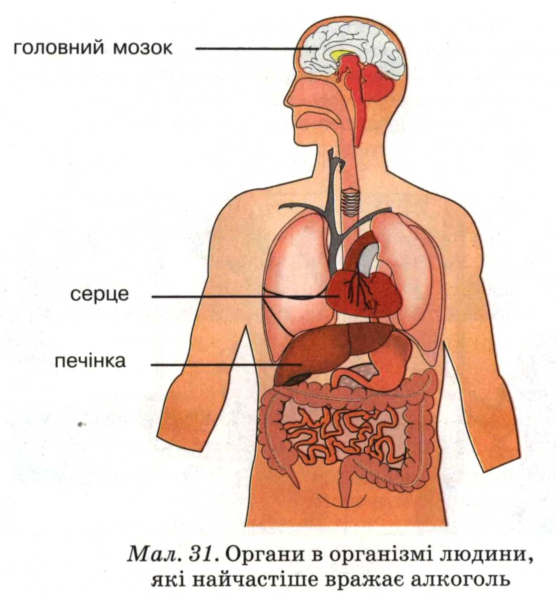 головний мозок
серце
печінка
Мал. 31. Органи в організмі людини,
які найчастіше вражає алкоголь